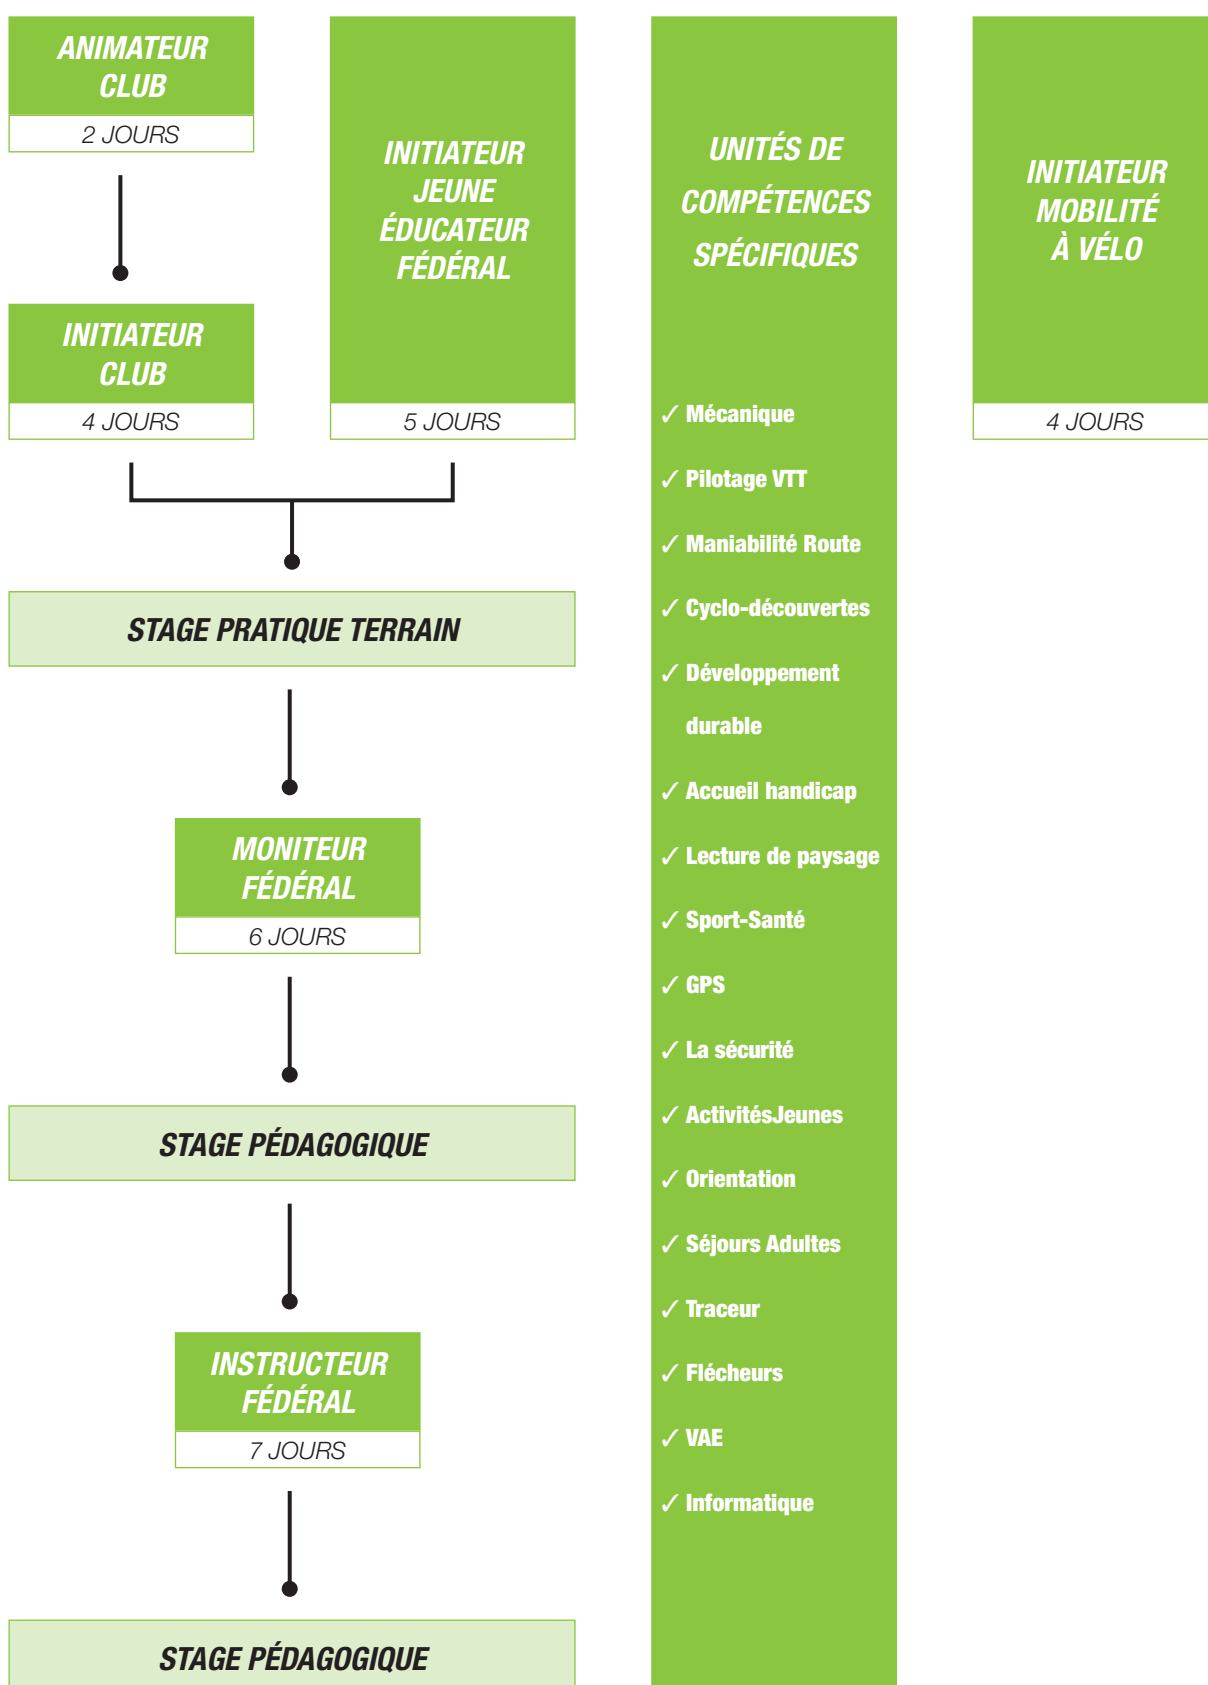 ANIMATEUR
CLUB
2 JOURS
INITIATEUR
CLUB
4 JOURS
INITIATEUR
JEUNE
ÉDUCATEUR
FÉDÉRAL
5 JOURS
STAGE PRATIQUE TERRAIN
MONITEUR
FÉDÉRAL
6 JOURS
STAGE PÉDAGOGIQUE
INSTRUCTEUR
FÉDÉRAL
7 JOURS
STAGE PÉDAGOGIQUE
UNITÉS DE
COMPÉTENCES
SPÉCIFIQUES
✓ Mécanique
✓ Pilotage VTT
✓ Maniabilité Route
✓ Cyclo-découvertes
✓ Développement
durable
✓ Accueil handicap
✓ Lecture de paysage
✓ Sport-Santé
✓ GPS
✓ La sécurité
✓ ActivitésJeunes
✓ Orientation
✓ Séjours Adultes
✓ Traceur
✓ Flécheurs
✓ VAE
✓ Informatique
INITIATEUR
MOBILITÉ
À VÉLO
4 JOURS